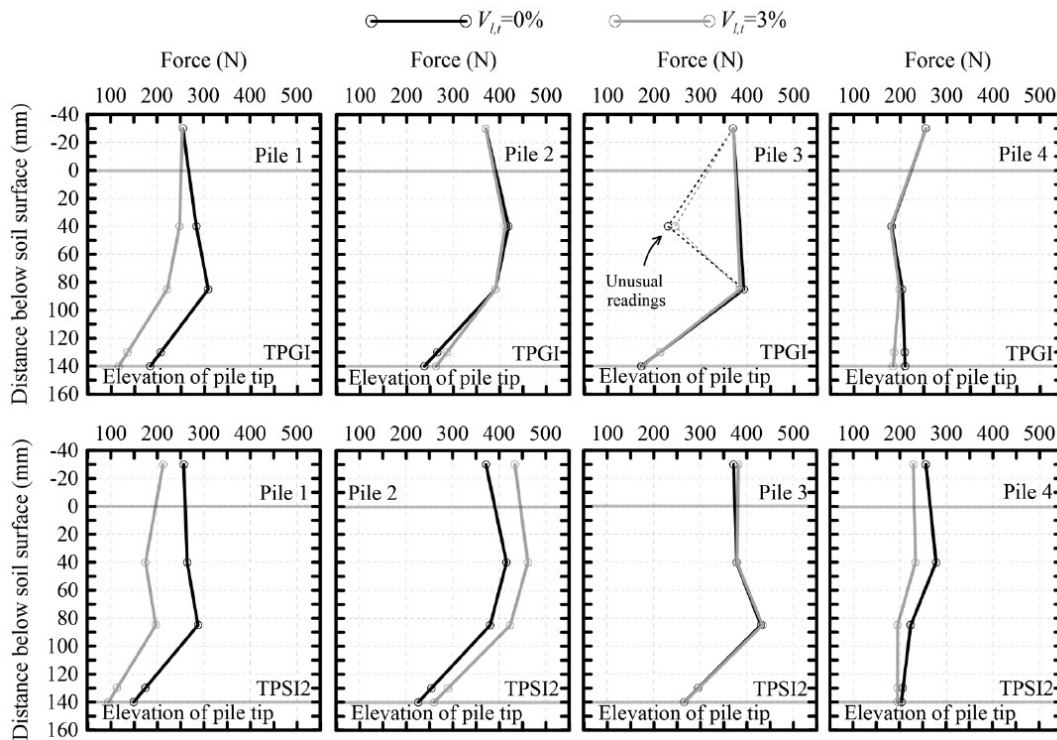 V_{l,t}=0% V_{l,t}=3%
Force (N) Force (N) Force (N) Force (N)
100 200 300 400 500 100 200 300 400 500 100 200 300 400 500 100 200 300 400 500
Distance below soil surface (mm)
-40
-20
0
20
40
60
80
100
120
140
160
Pile 1
TPGI
Elevation of pile tip
Pile 2
TPGI
Elevation of pile tip
Pile 3
Unusual
readings
TPGI
Elevation of pile tip
Pile 4
TPGI
Elevation of pile tip
100 200 300 400 500 100 200 300 400 500 100 200 300 400 500 100 200 300 400 500
Distance below soil surface (mm)
-40
-20
0
20
40
60
80
100
120
140
160
Pile 1
TPSI2
Elevation of pile tip
Pile 2
TPSI2
Elevation of pile tip
Pile 3
TPSI2
Elevation of pile tip
Pile 4
TPSI2
Elevation of pile tip